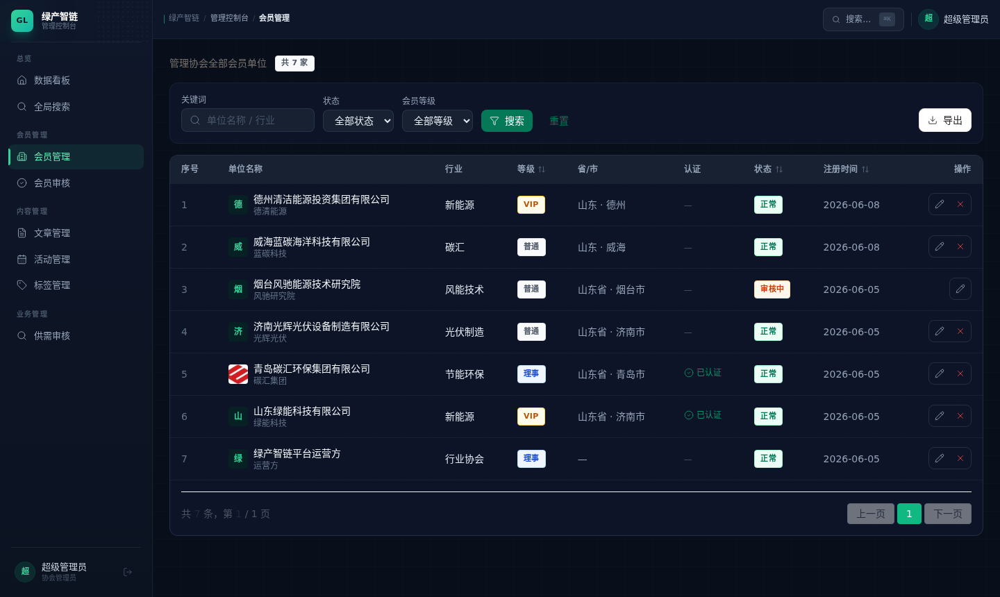 GL
绿产智链
管理控制台
总览
数据看板
全局搜索
会员管理
会员管理
会员审核
内容管理
文章管理
活动管理
标签管理
业务管理
供需审核
超
超级管理员
协会管理员
绿产智链 / 管理控制台 / 会员管理
搜索... ⌘K
超 超级管理员
管理协会全部会员单位 共 7 家
关键词 状态 会员等级
单位名称 / 行业 全部状态 全部等级 搜索 重置 导出
序号 单位名称 行业 等级 省/市 认证 状态 注册时间 操作
1 德 德州清洁能源投资集团有限公司 新能源 VIP 山东 · 德州 — 正常 2026-06-08
德清能源
2 威 威海蓝碳海洋科技有限公司 碳汇 普通 山东 · 威海 — 正常 2026-06-08
蓝碳科技
3 烟 烟台风驰能源技术研究院 风能技术 普通 山东省 · 烟台市 — 审核中 2026-06-05
风驰研究院
4 济 济南光辉光伏设备制造有限公司 光伏制造 普通 山东省 · 济南市 — 正常 2026-06-05
光辉光伏
5 青岛碳汇环保集团有限公司 节能环保 理事 山东省 · 青岛市 已认证 正常 2026-06-05
碳汇集团
6 山 山东绿能科技有限公司 新能源 VIP 山东省 · 济南市 已认证 正常 2026-06-05
绿能科技
7 绿 绿产智链平台运营方 行业协会 理事 — — 正常 2026-06-05
运营方
共 7 条，第 1 / 1 页 上一页 1 下一页